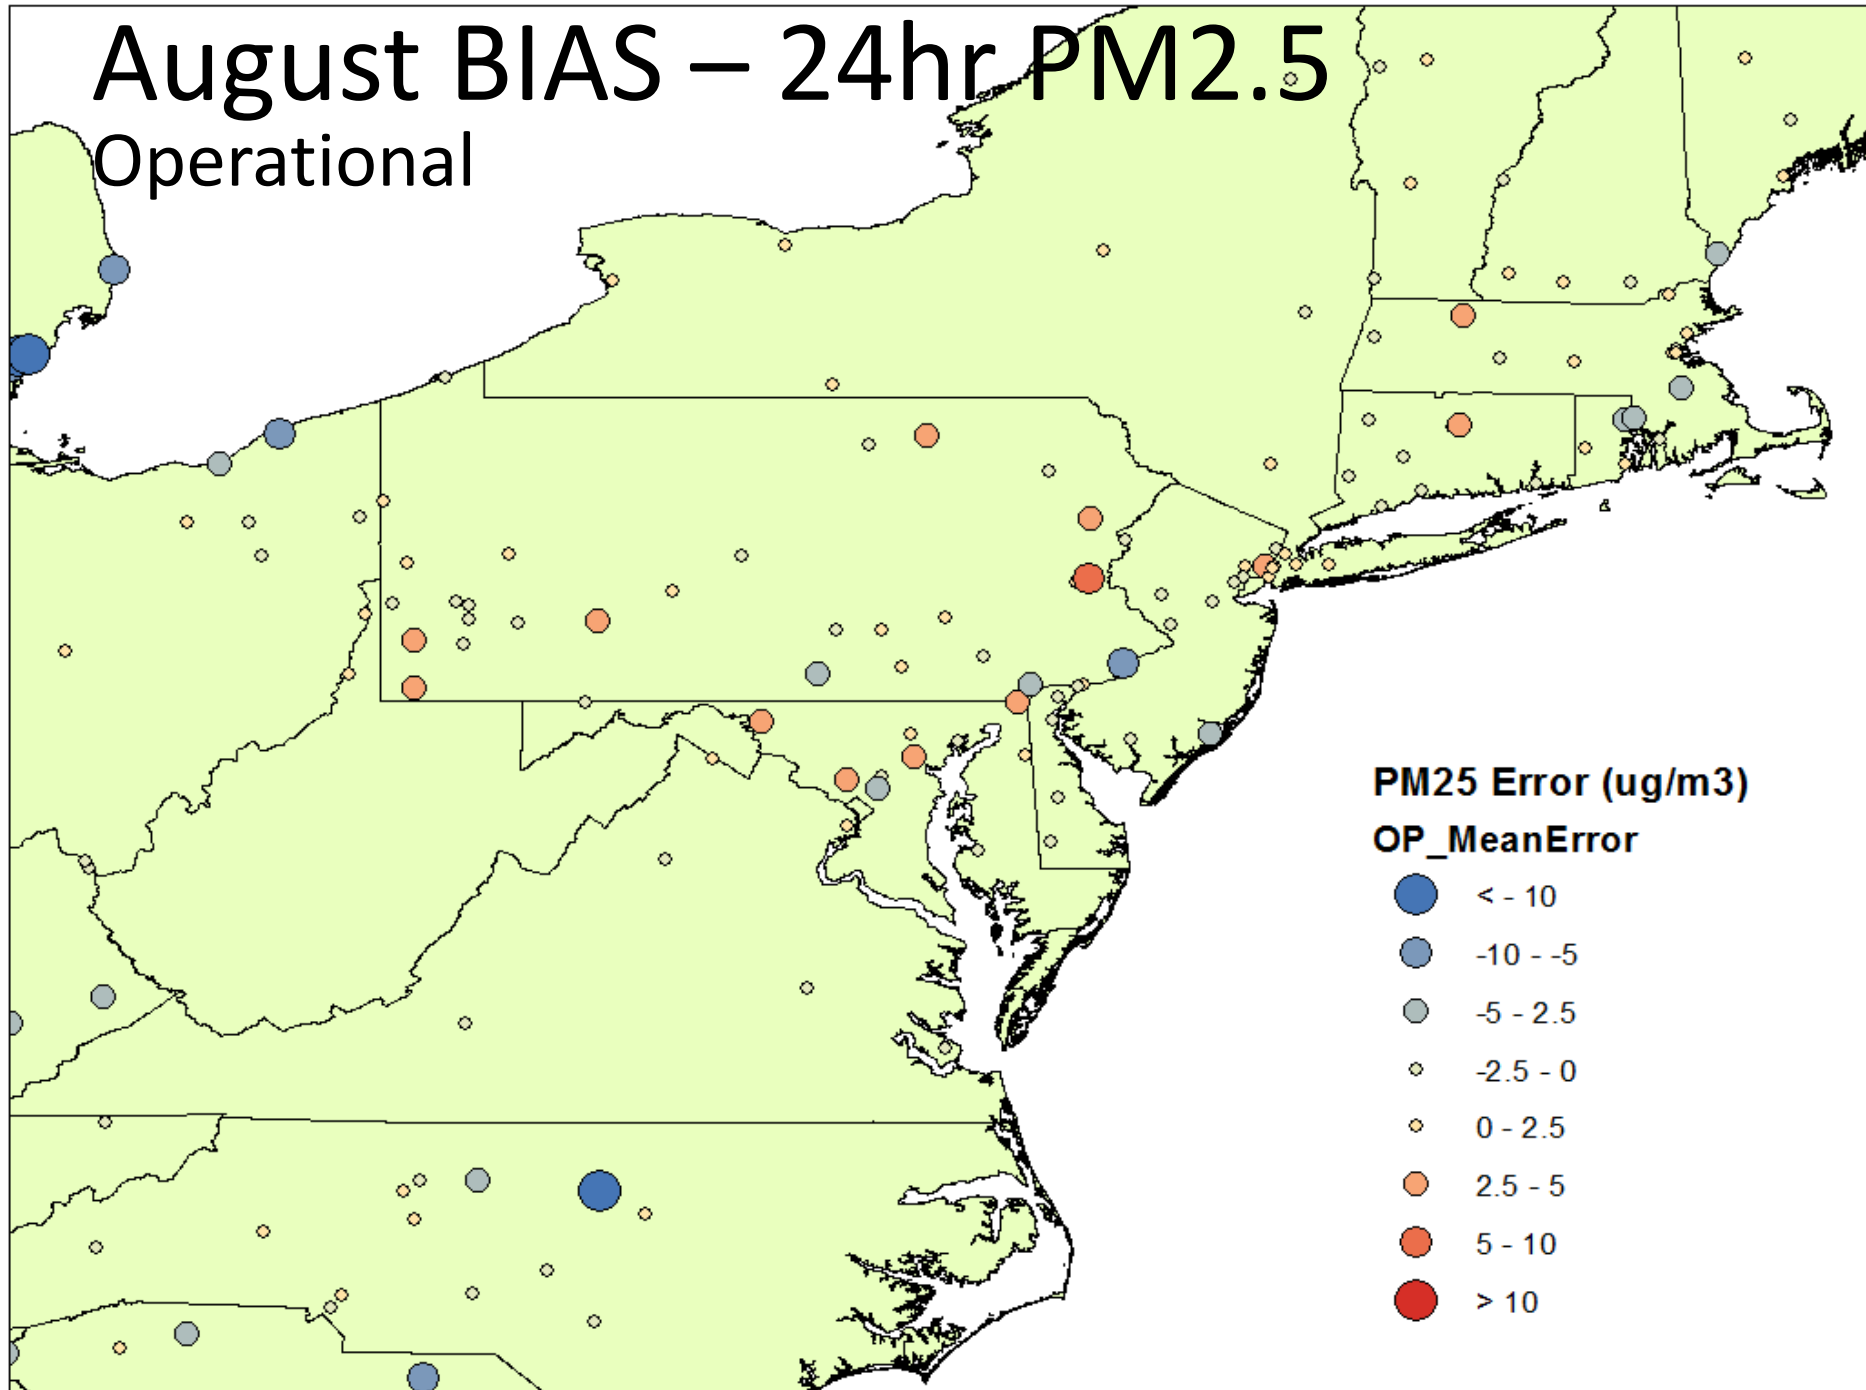 August BIAS – 24hr PM2.5
Operational
PM25 Error (ug/m3)
OP_MeanError
< - 10
-10 - -5
-5 - 2.5
-2.5 - 0
0 - 2.5
2.5 - 5
5 - 10
> 10